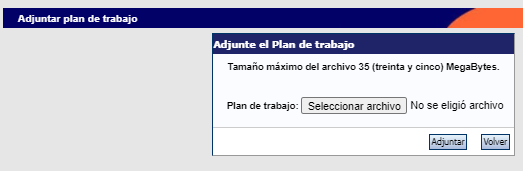 Adjuntar plan de trabajo
Adjunte el Plan de trabajo
Tamaño máximo del archivo 35 (treinta y cinco) MegaBytes.
Plan de trabajo: Seleccionar archivo No se eligió archivo
Adjuntar Volver